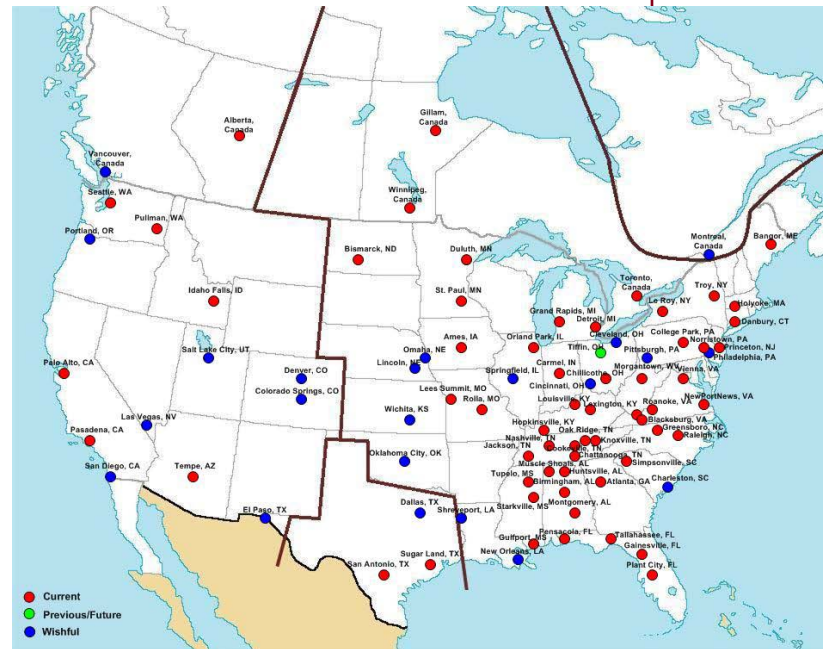 Alberta,
Canada
Gillam,
Canada
Vancouver,
Canada
Seattle, WA
Pullman, WA
Winnipeg,
Canada
Portland, OR
Bismarck, ND
Duluth, MN
Montreal,
Canada
Bangor, ME
Idaho Falls, ID
St. Paul, MN
Toronto,
Canada
Troy, NY
Le Roy, NY
Holyoke, MA
Grand Rapids, MI
Detroit, MI
Danbury, CT
Cleveland, OH
College Park, PA
Salt Lake City, UT
Ames, IA
Orland Park, IL
Tiffin, OH
Norristown, PA
Princeton, NJ
Pittsburgh, PA
Philadelphia, PA
Palo Alto, CA
Omaha, NE
Lincoln, NE
Denver, CO
Springfield, IL
Carmel, IN
Chillicothe, OH
Morgantown, WV
Vienna, VA
Colorado Springs, CO
Cincinnati, OH
Lees Summit, MO
Rolla, MO
Louisville, KY
Lexington, KY
Roanoke, VA
NewPortNews, VA
Las Vegas, NV
Wichita, KS
Blacksburg, VA
Hopkinsville, KY
Greensboro, NC
Pasadena, CA
Oak Ridge, TN
Raleigh, NC
Nashville, TN
Knoxville, TN
Jackson, TN
Cookeville, TN
Chattanooga, TN
Oklahoma City, OK
Muscle Shoals, AL
Simpsonville, SC
San Diego, CA
Tempe, AZ
Tupelo, MS
Huntsville, AL
Charleston, SC
Birmingham, AL
Atlanta, GA
Starkville, MS
Montgomery, AL
El Paso, TX
Dallas, TX
Shreveport, LA
Pensacola, FL
Tallahassee, FL
Gulfport, MS
Gainesville, FL
New Orleans, LA
Sugar Land, TX
San Antonio, TX
Plant City, FL
Current
Previous/Future
Wishful